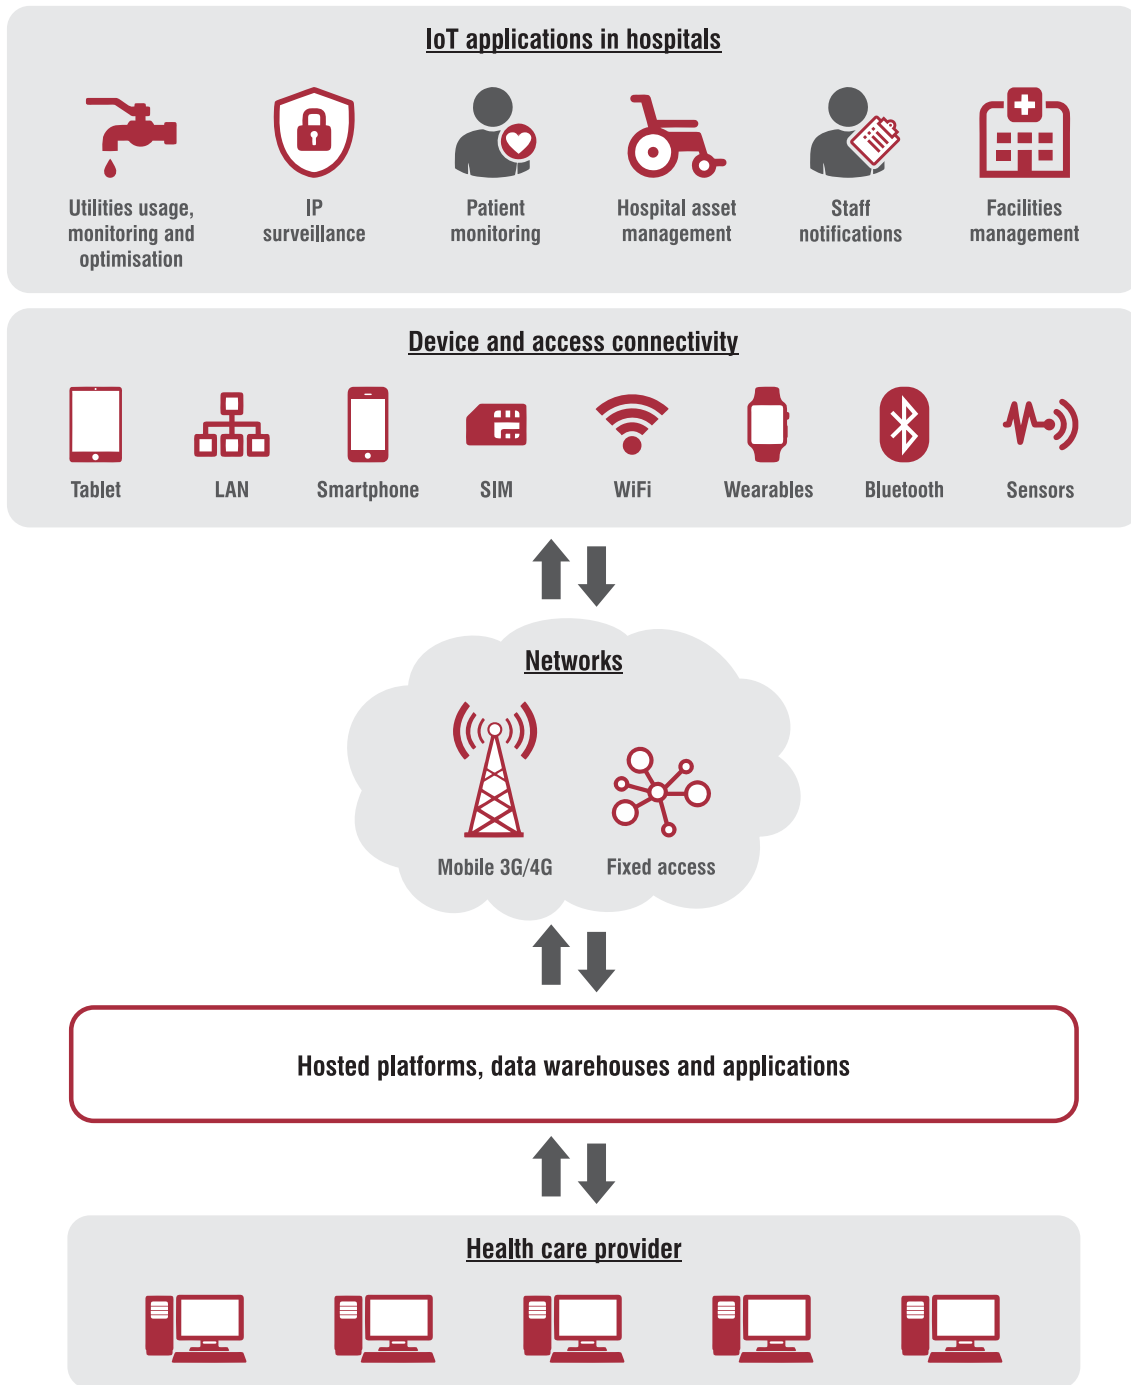 IoT applications in hospitals
Utilities usage,
monitoring and
optimisation
IP
surveillance
Patient
monitoring
Hospital asset
management
Staff
notifications
Facilities
management
Device and access connectivity
Tablet
LAN
Smartphone
SIM
WiFi
Wearables
Bluetooth
Sensors
Networks
Mobile 3G/4G
Fixed access
Hosted platforms, data warehouses and applications
Health care provider